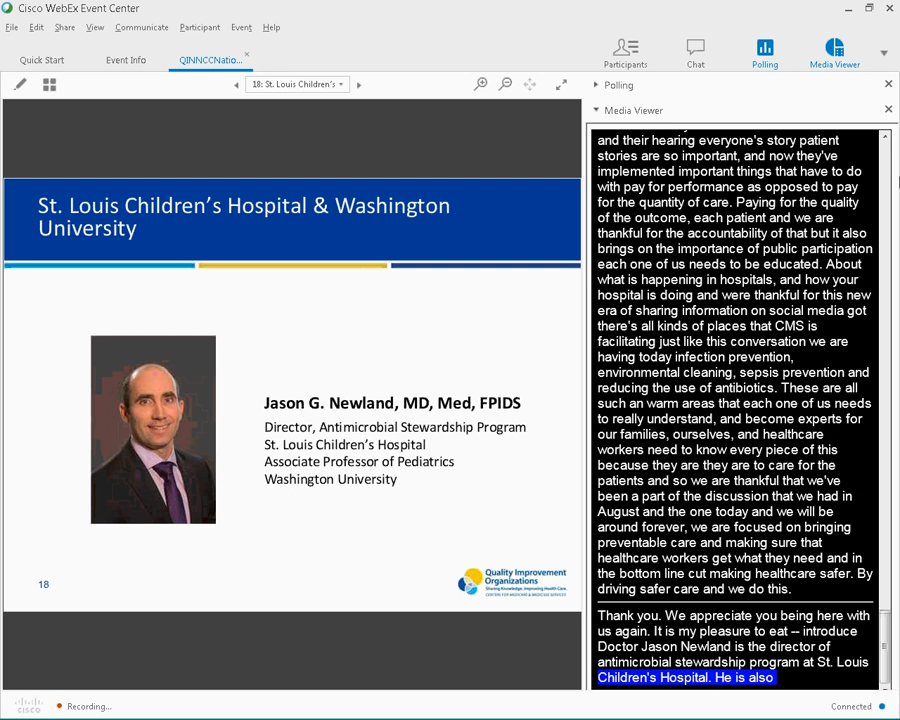 Cisco WebEx Event Center
File Edit Share View Communicate Participant Event Help
Quick Start Event Info QINNCCNatio...
Participants Chat Polling Media Viewer
18: St. Louis Children's
Polling
Media Viewer
St. Louis Children's Hospital & Washington
University
Jason G. Newland, MD, Med, FPIDS
Director, Antimicrobial Stewardship Program
St. Louis Children's Hospital
Associate Professor of Pediatrics
Washington University
18
Quality Improvement
Organizations
Sharing Knowledge. Improving Health Care.
CENTERS FOR MEDICARE & MEDICAID SERVICES
and their hearing everyone's story patient
stories are so important, and now they've
implemented important things that have to do
with pay for performance as opposed to pay
for the quantity of care. Paying for the quality
of the outcome, each patient and we are
thankful for the accountability of that but it also
brings on the importance of public participation
each one of us needs to be educated. About
what is happening in hospitals, and how your
hospital is doing and were thankful for this new
era of sharing information on social media got
there's all kinds of places that CMS is
facilitating just like this conversation we are
having today infection prevention,
environmental cleaning, sepsis prevention and
reducing the use of antibiotics. These are all
such an warm areas that each one of us needs
to really understand, and become experts for
our families, ourselves, and healthcare
workers need to know every piece of this
because they are they are to care for the
patients and so we are thankful that we've
been a part of the discussion that we had in
August and the one today and we will be
around forever, we are focused on bringing
preventable care and making sure that
healthcare workers get what they need and in
the bottom line cut making healthcare safer. By
driving safer care and we do this.
Thank you. We appreciate you being here with
us again. It is my pleasure to eat -- introduce
Doctor Jason Newland is the director of
antimicrobial stewardship program at St. Louis
Children's Hospital. He is also
CISCO
Recording...
Connected